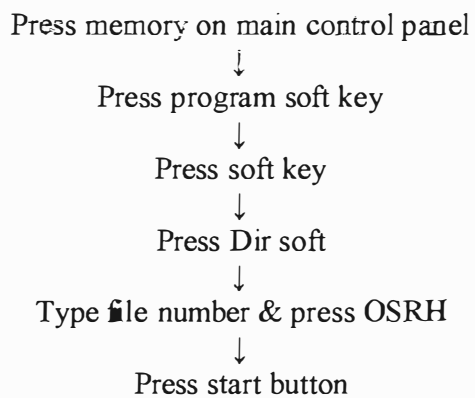 Press memory on main control panel
↓
Press program soft key
↓
Press soft key
↓
Press Dir soft
↓
Type file number & press OSRH
↓
Press start button